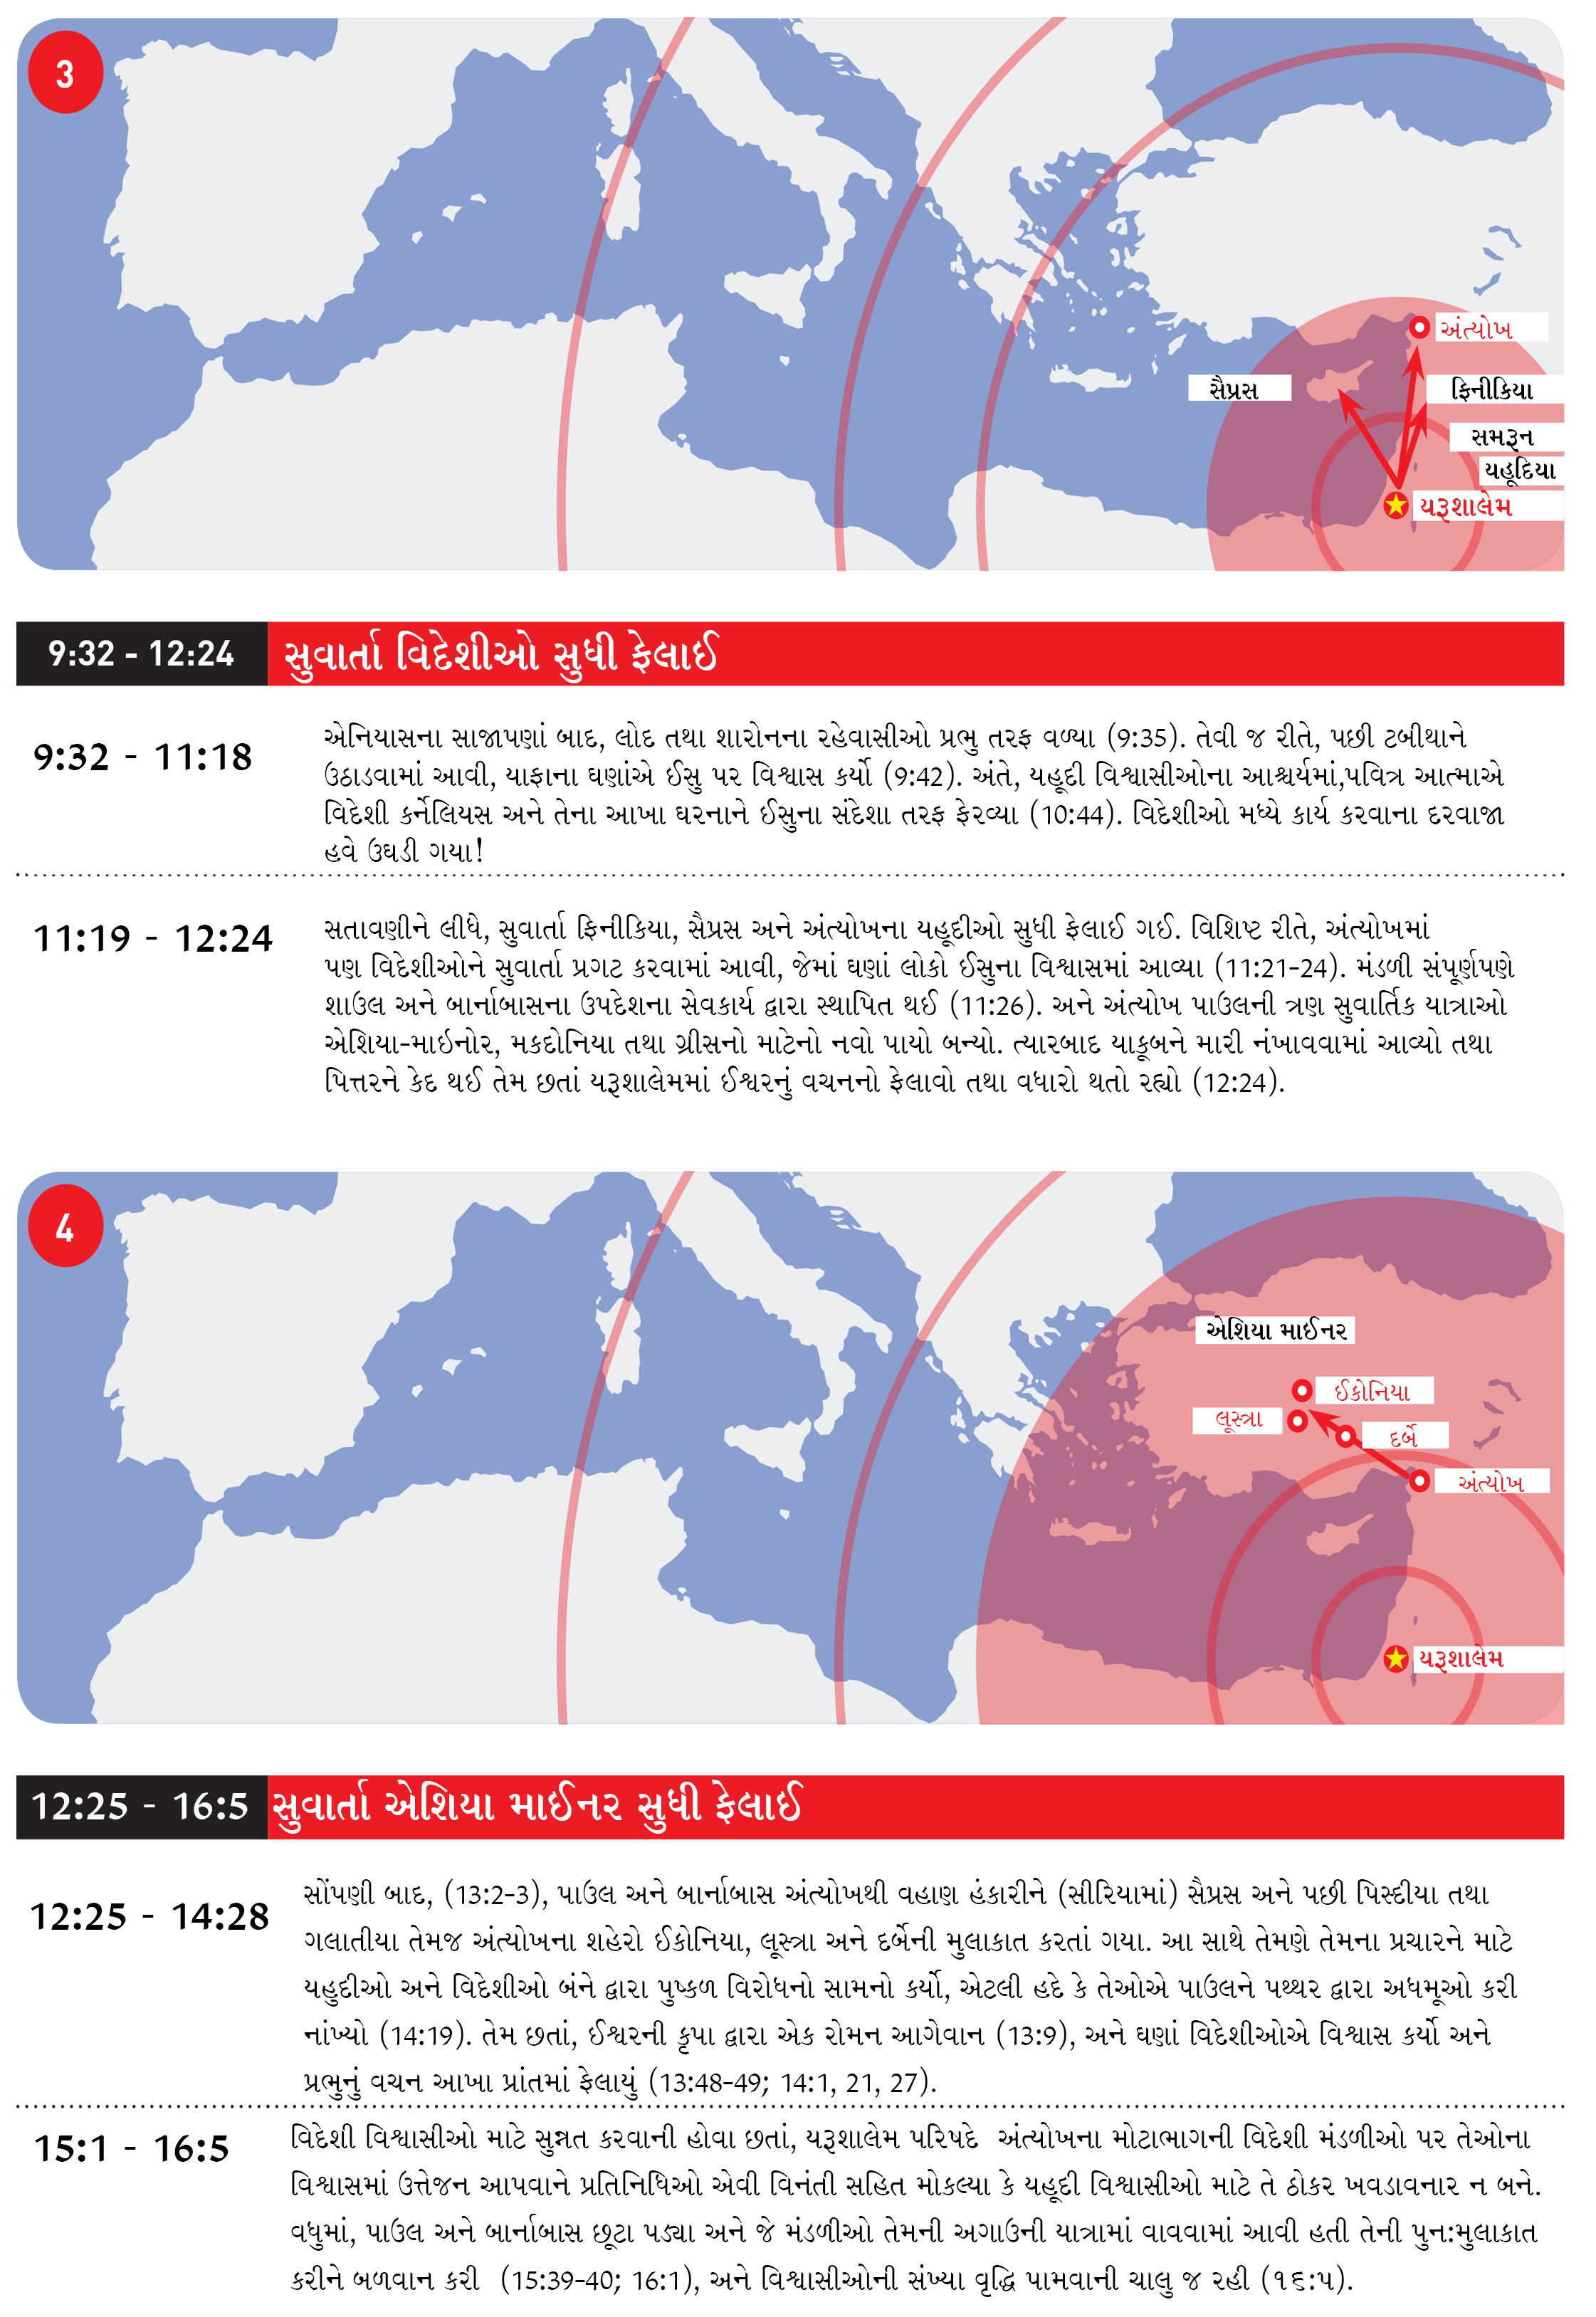 3
અંત્યોખ
સૈપ્રસ
ફિનીકિયા
સમરૂન
યહૂદિયા
યરૂશાલેમ
9:32 - 12:24 સુવાર્તા વિદેશીઓ સુધી ફેલાઈ
9:32 - 11:18
એનિયાસના સાજાપણાં બાદ, લોદ તથા શારોનના રહેવાસીઓ પ્રભુ તરફ વળ્યા (9:35). તેવી જ રીતે, પછી ટબીથાને
ઉઠાડવામાં આવી, યાફાના ઘણાંએ ઈસુ પર વિશ્વાસ કર્યો (9:42). અંતે, યહૂદી વિશ્વાસીઓના આશ્ચર્યમાં,પવિત્ર આત્માએ
વિદેશી કર્નેલિયસ અને તેના આખા ઘરનાને ઈસુના સંદેશા તરફ ફેરવ્યા (10:44). વિદેશીઓ મધ્યે કાર્ય કરવાના દરવાજા
હવે ઉઘડી ગયા!
11:19 - 12:24
સતાવણીને લીધે, સુવાર્તા ફિનીકિયા, સૈપ્રસ અને અંત્યોખના યહૂદીઓ સુધી ફેલાઈ ગઈ. વિશિષ્ટ રીતે, અંત્યોખમાં
પણ વિદેશીઓને સુવાર્તા પ્રગટ કરવામાં આવી, જેમાં ઘણાં લોકો ઈસુના વિશ્વાસમાં આવ્યા (11:21-24). મંડળી સંપૂર્ણપણે
શાઉલ અને બાર્નાબાસના ઉપદેશના સેવકાર્ય દ્વારા સ્થાપિત થઈ (11:26). અને અંત્યોખ પાઉલની ત્રણ સુવાર્તિક યાત્રાઓ
એશિયા-માઇનોર, મકદોનિયા તથા ગ્રીસનો માટેનો નવો પાયો બન્યો. ત્યારબાદ યાકૂબને મારી નંખાવવામાં આવ્યો તથા
પિત્તરને કેદ થઈ તેમ છતાં યરૂશાલેમમાં ઈશ્વરનું વચનનો ફેલાવો તથા વધારો થતો રહ્યો (12:24).
4
એશિયા માઈનર
ઈકોનિયા
લૂસ્ત્રા
દર્બે
અંત્યોખ
યરૂશાલેમ
12:25 - 16:5 સુવાર્તા એશિયા માઈનર સુધી ફેલાઈ
12:25 - 14:28
સોંપણી બાદ, (13:2-3), પાઉલ અને બાર્નાબાસ અંત્યોખથી વહાણ હંકારીને (સીરિયામાં) સૈપ્રસ અને પછી પિસ્દીયા તથા
ગલાતીયા તેમજ અંત્યોખના શહેરો ઈકોનિયા, લૂસ્ત્રા અને દર્બેની મુલાકાત કરતાં ગયા. આ સાથે તેમણે તેમના પ્રચારને માટે
યહુદીઓ અને વિદેશીઓ બંને દ્વારા પુષ્કળ વિરોધનો સામનો કર્યો, એટલી હદે કે તેઓએ પાઉલને પથ્થર દ્વારા અધમૂઓ કરી
નાંખ્યો (14:19). તેમ છતાં, ઈશ્વરની કૃપા દ્વારા એક રોમન આગેવાન (13:9), અને ઘણાં વિદેશીઓએ વિશ્વાસ કર્યો અને
પ્રભુનું વચન આખા પ્રાંતમાં ફેલાયું (13:48-49; 14:1, 21, 27).
15:1 - 16:5
વિદેશી વિશ્વાસીઓ માટે સુન્નત કરવાની હોવા છતાં, યરૂશાલેમ પરિષદે અંત્યોખના મોટાભાગની વિદેશી મંડળીઓ પર તેઓના
વિશ્વાસમાં ઉત્તેજન આપવાને પ્રતિનિધિઓ એવી વિનંતી સહિત મોકલ્યા કે યહૂદી વિશ્વાસીઓ માટે તે ઠોકર ખવડાવનાર ન બને.
વધુમાં, પાઉલ અને બાર્નાબાસ છૂટા પડ્યા અને જે મંડળીઓ તેમની અગાઉની યાત્રામાં વાવવામાં આવી હતી તેની પુન:મુલાકાત
કરીને બળવાન કરી (15:39-40; 16:1), અને વિશ્વાસીઓની સંખ્યા વૃદ્ધિ પામવાની ચાલુ જ રહી (૧૬:૫).